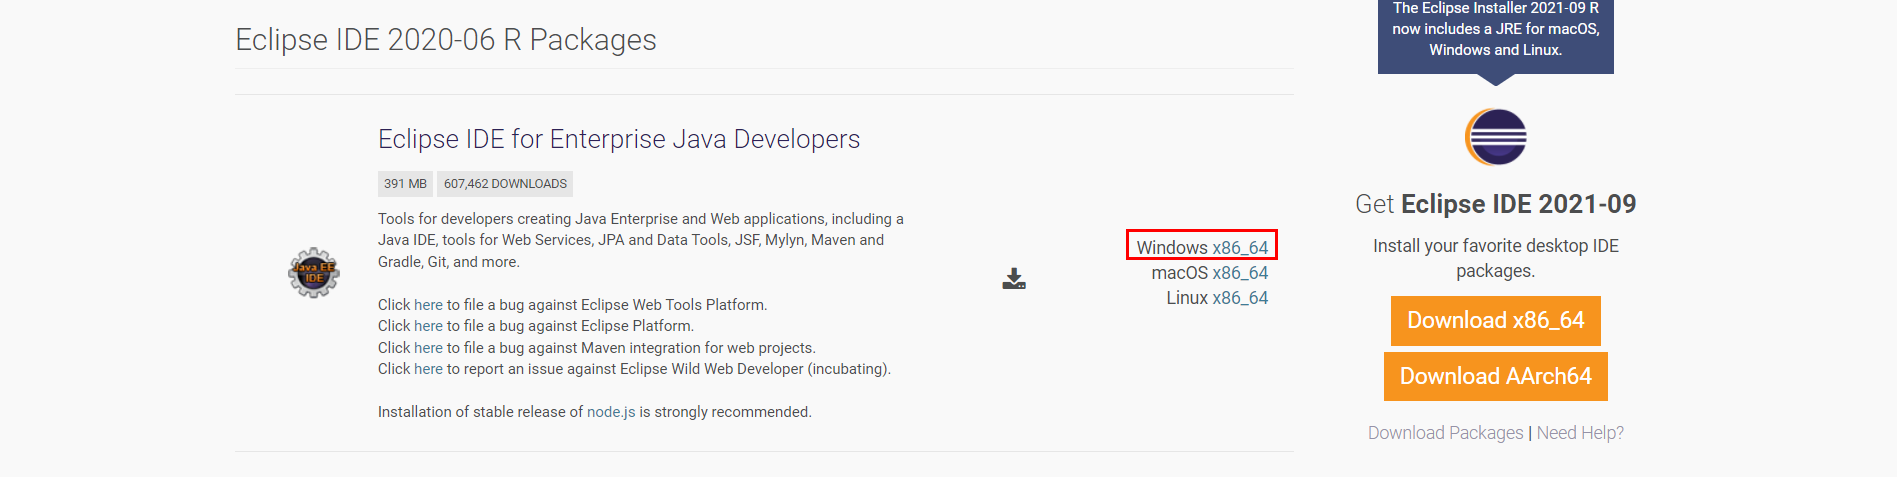 Eclipse IDE 2020-06 R Packages
Eclipse IDE for Enterprise Java Developers
391 MB 607,462 DOWNLOADS
Tools for developers creating Java Enterprise and Web applications, including a
Java IDE, tools for Web Services, JPA and Data Tools, JSF, Mylyn, Maven and
Gradle, Git, and more.
Click here to file a bug against Eclipse Web Tools Platform.
Click here to file a bug against Eclipse Platform.
Click here to file a bug against Maven integration for web projects.
Click here to report an issue against Eclipse Wild Web Developer (incubating).
Installation of stable release of node.js is strongly recommended.
Java EE
IDE
Windows x86_64
macOS x86_64
Linux x86_64
The Eclipse Installer 2021-09 R
now includes a JRE for macOS,
Windows and Linux.
Get Eclipse IDE 2021-09
Install your favorite desktop IDE
packages.
Download x86_64
Download AArch64
Download Packages | Need Help?